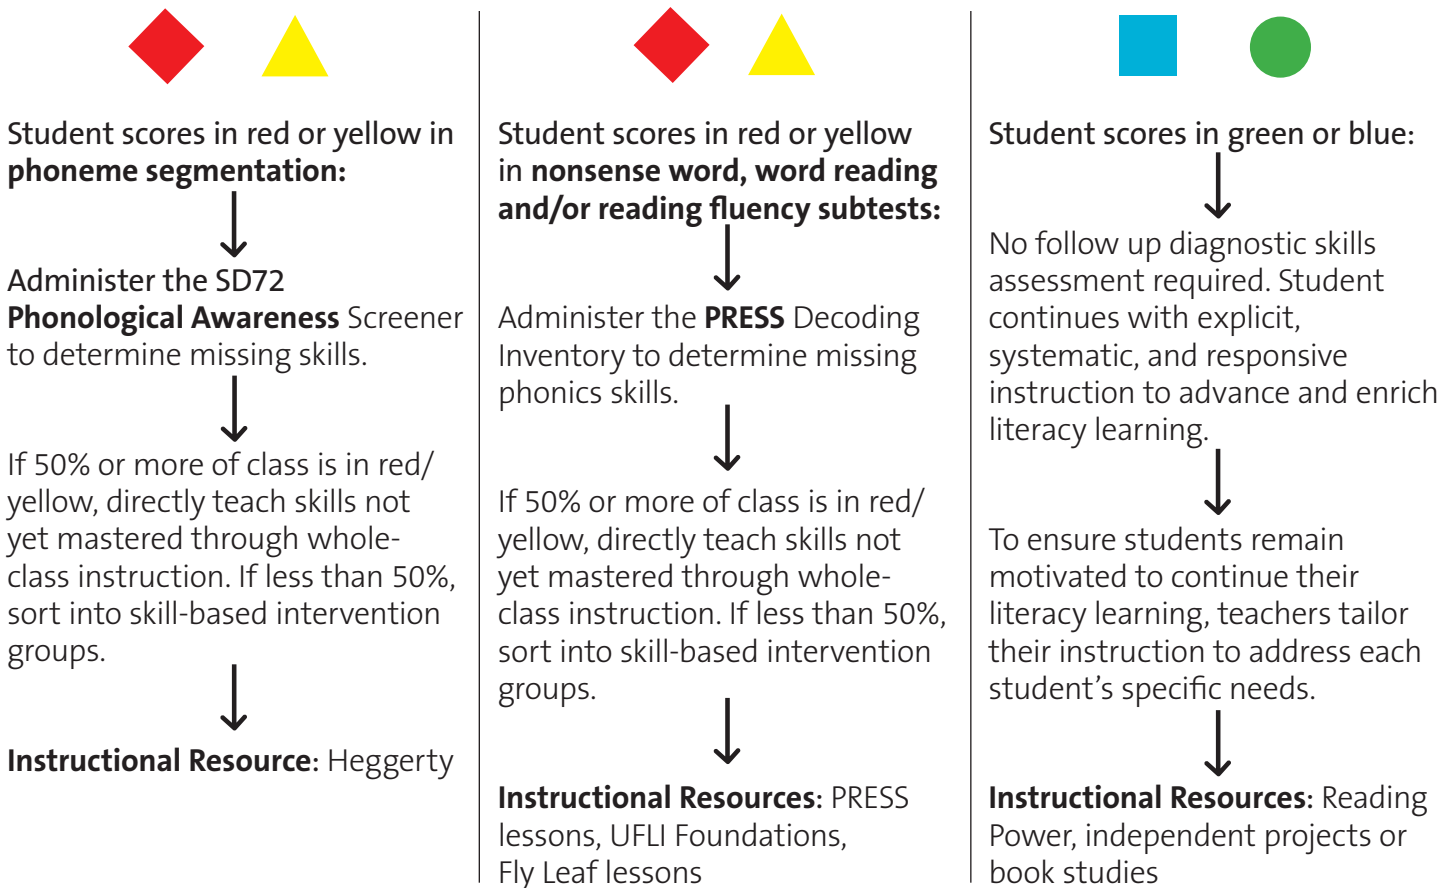 Student scores in red or yellow in
phoneme segmentation:
Administer the SD72
Phonological Awareness Screener
to determine missing skills.
If 50% or more of class is in red/
yellow, directly teach skills not
yet mastered through whole-
class instruction. If less than 50%,
sort into skill-based intervention
groups.
Instructional Resource: Heggerty
Student scores in red or yellow
in nonsense word, word reading
and/or reading fluency subtests:
Administer the PRESS Decoding
Inventory to determine missing
phonics skills.
If 50% or more of class is in red/
yellow, directly teach skills not
yet mastered through whole-
class instruction. If less than 50%,
sort into skill-based intervention
groups.
Instructional Resources: PRESS
lessons, UFLI Foundations,
Fly Leaf lessons
Student scores in green or blue:
No follow up diagnostic skills
assessment required. Student
continues with explicit,
systematic, and responsive
instruction to advance and enrich
literacy learning.
To ensure students remain
motivated to continue their
literacy learning, teachers tailor
their instruction to address each
student’s specific needs.
Instructional Resources: Reading
Power, independent projects or
book studies